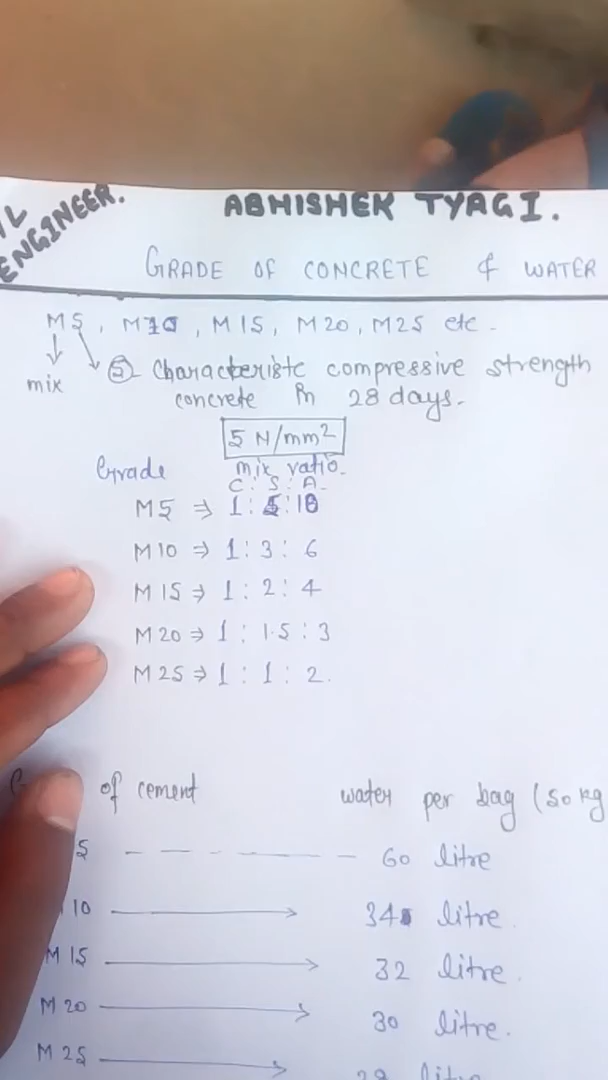 IL
ENGINEER.
ABHISHEK TYAGI.
GRADE OF CONCRETE & WATER
M5, M10, M15, M20, M25 etc.
mix
5 - Characteriste compressive strength
concrete in 28 days.
5 N/mm²
Grade mix ratio.
C : S : A
M5 ⇒ 1 : 5 : 10
M10 ⇒ 1 : 3 : 6
M15 ⇒ 1 : 2 : 4
M20 ⇒ 1 : 1.5 : 3
M25 ⇒ 1 : 1 : 2.
of cement water per bag (50 kg
5 60 litre
10 34 litre
M15 32 litre.
M20 30 litre.
M25